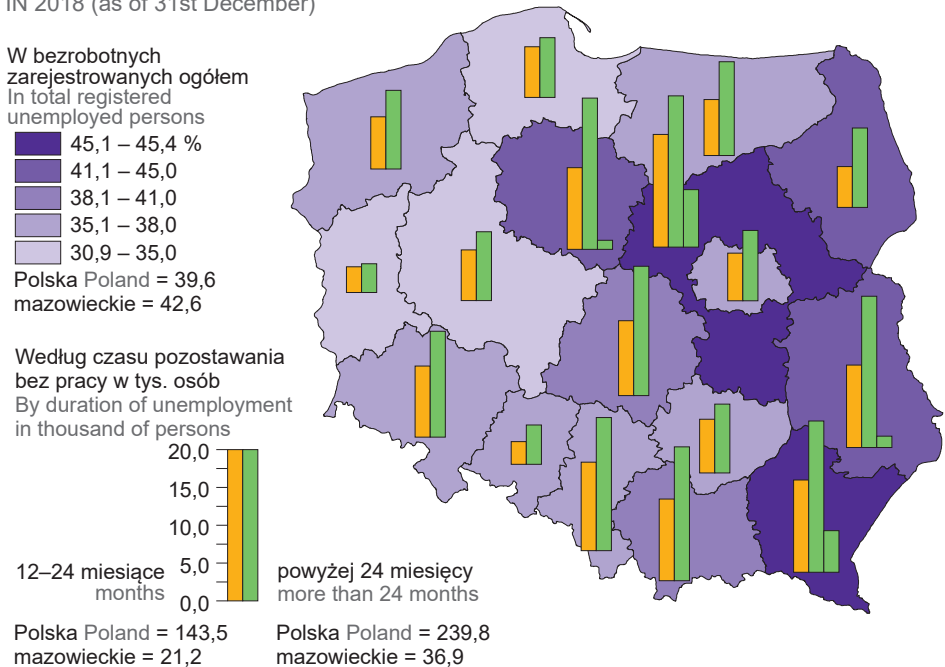 IN 2018 (as of 31st December)
W bezrobotnych
zarejestrowanych ogółem
In total registered
unemployed persons
45,1 – 45,4 %
41,1 – 45,0
38,1 – 41,0
35,1 – 38,0
30,9 – 35,0
Polska Poland = 39,6
mazowieckie = 42,6
Według czasu pozostawania
bez pracy w tys. osób
By duration of unemployment
in thousand of persons
20,0
15,0
10,0
5,0
0,0
12–24 miesiące
months
powyżej 24 miesięcy
more than 24 months
Polska Poland = 143,5
mazowieckie = 21,2
Polska Poland = 239,8
mazowieckie = 36,9